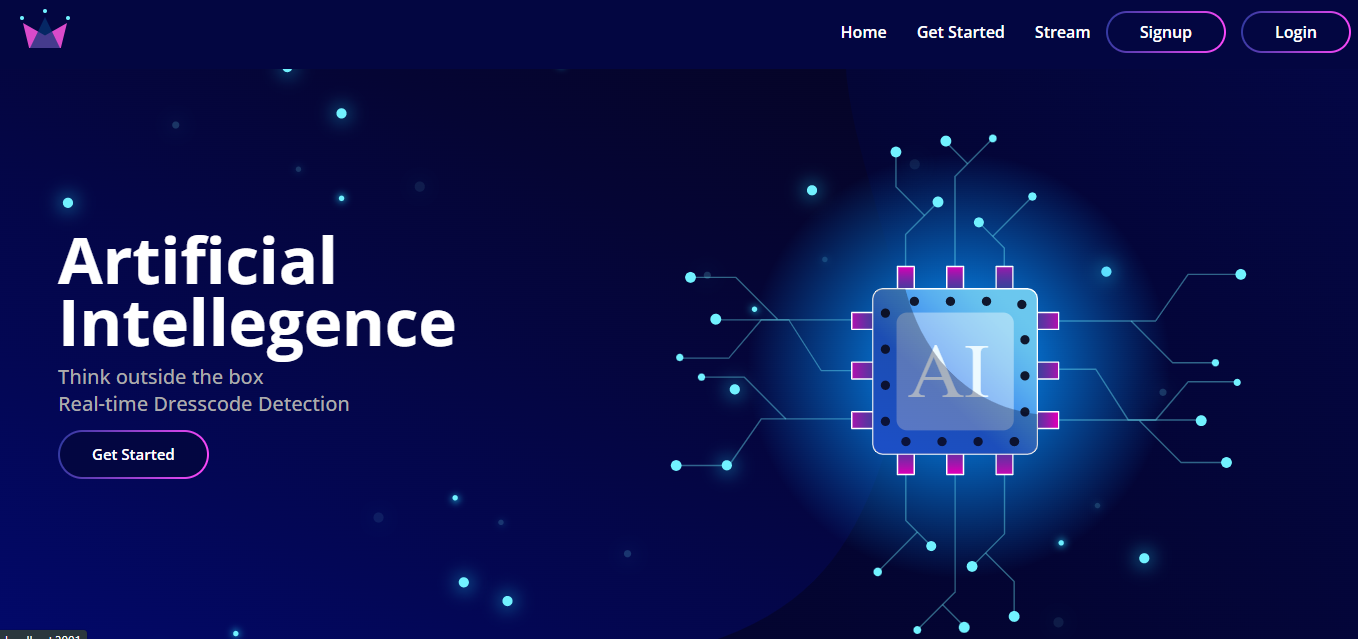 Home Get Started Stream Signup Login
Artificial
Intellegence
Think outside the box
Real-time Dresscode Detection
Get Started
AI